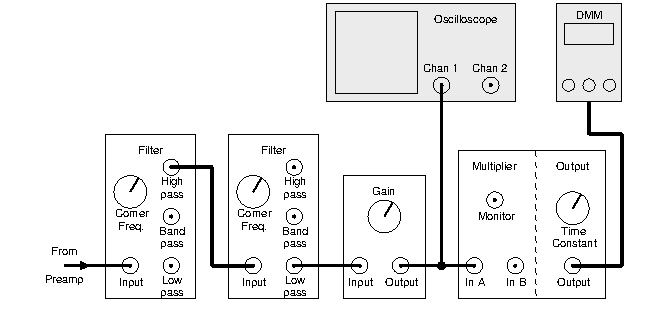 Oscilloscope
DMM
Chan 1
Chan 2
Filter
High
pass
Corner
Freq.
Band
pass
Input
Low
pass
Filter
High
pass
Corner
Freq.
Band
pass
Input
Low
pass
Gain
Input
Output
Multiplier
Output
Monitor
Time
Constant
In A
In B
Output
From
Preamp